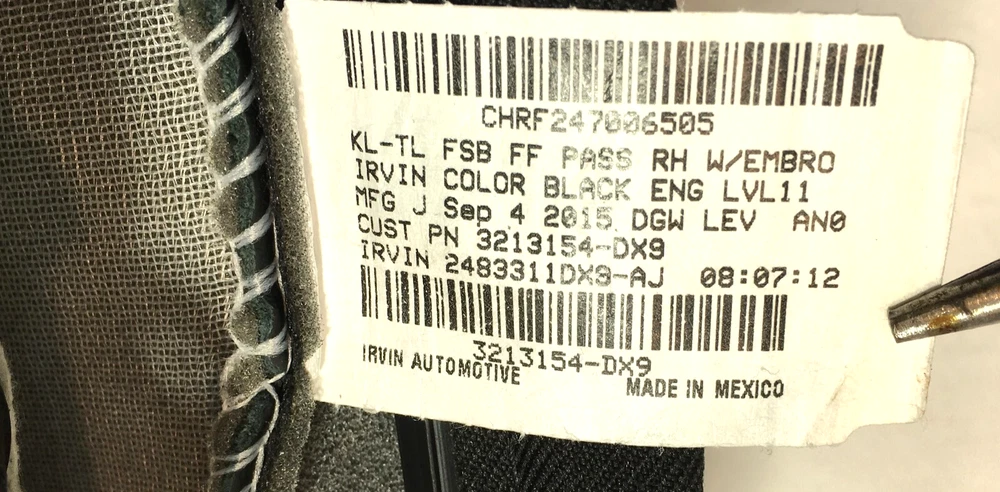 CHRF247006505
KL-TL FSB FF PASS RH W/EMBRO
IRVIN COLOR BLACK ENG LVL11
MFG J Sep 4 2015 DGW LEV AN0
CUST PN 3213154-DX9
IRVIN 2483311DX9-AJ 08:07:12
3213154-DX9
IRVIN AUTOMOTIVE MADE IN MEXICO